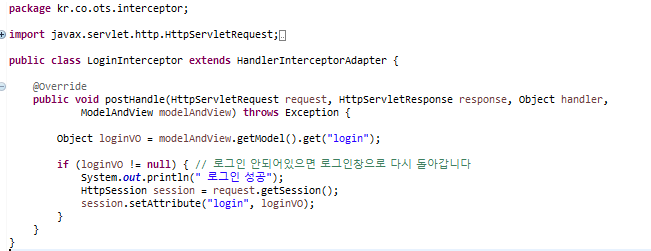 package kr.co.ots.interceptor;
import javax.servlet.http.HttpServletRequest;
public class LoginInterceptor extends HandlerInterceptorAdapter {
@Override
public void postHandle(HttpServletRequest request, HttpServletResponse response, Object handler,
ModelAndView modelAndView) throws Exception {
Object loginVO = modelAndView.getModel().get("login");
if (loginVO != null) { // 로그인 안되어있으면 로그인창으로 다시 돌아갑니다
System.out.println(" 로그인 성공");
HttpSession session = request.getSession();
session.setAttribute("login", loginVO);
}
}
}